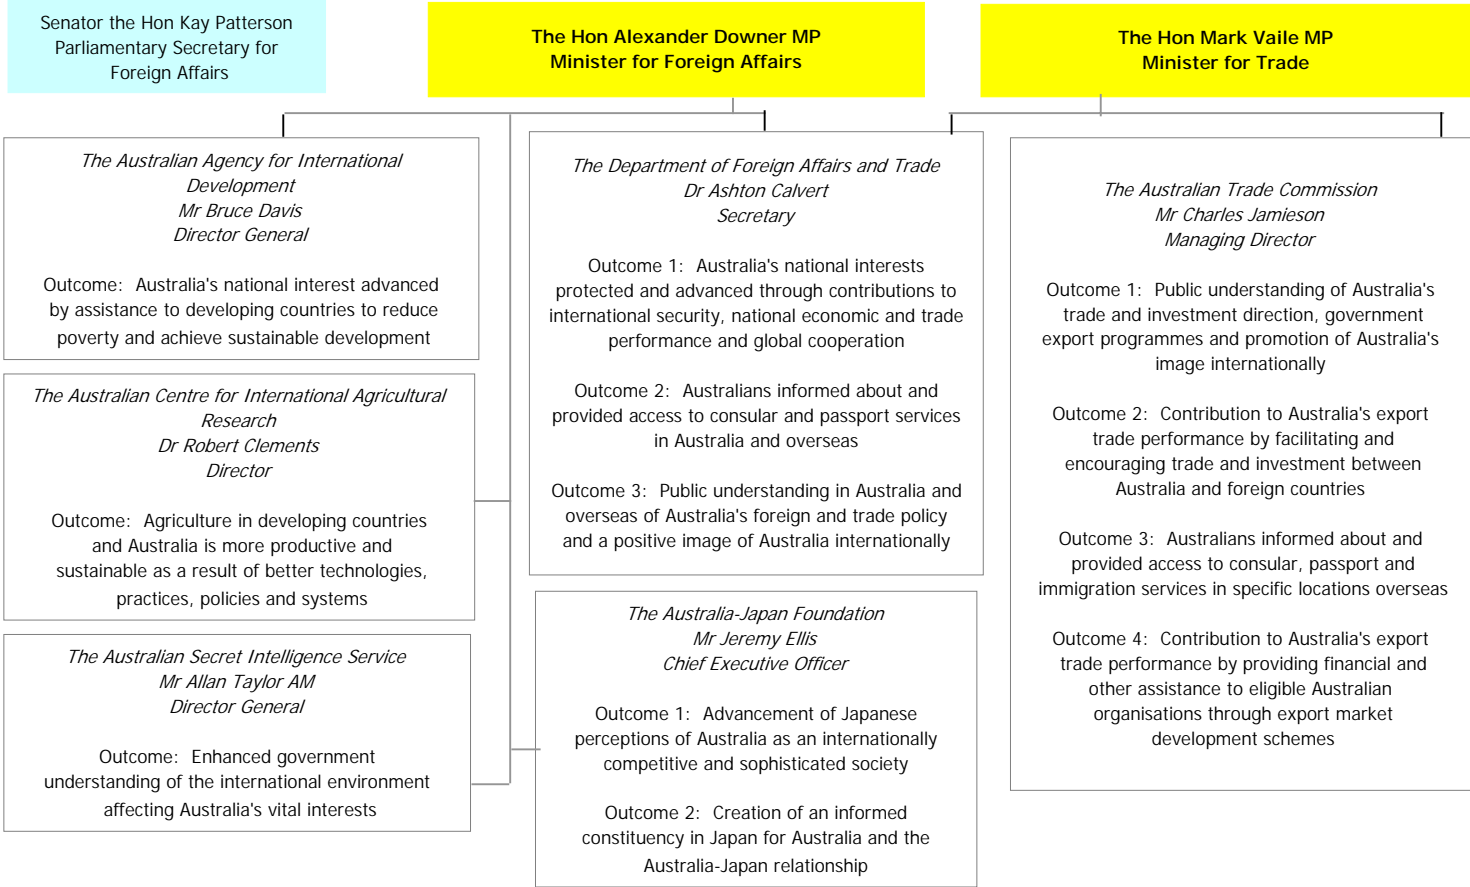 Senator the Hon Kay Patterson
Parliamentary Secretary for
Foreign Affairs
The Hon Alexander Downer MP
Minister for Foreign Affairs
The Hon Mark Vaile MP
Minister for Trade
The Australian Agency for International
Development
Mr Bruce Davis
Director General
Outcome: Australia's national interest advanced
by assistance to developing countries to reduce
poverty and achieve sustainable development
The Australian Centre for International Agricultural
Research
Dr Robert Clements
Director
Outcome: Agriculture in developing countries
and Australia is more productive and
sustainable as a result of better technologies,
practices, policies and systems
The Australian Secret Intelligence Service
Mr Allan Taylor AM
Director General
Outcome: Enhanced government
understanding of the international environment
affecting Australia's vital interests
The Department of Foreign Affairs and Trade
Dr Ashton Calvert
Secretary
Outcome 1: Australia's national interests
protected and advanced through contributions to
international security, national economic and trade
performance and global cooperation
Outcome 2: Australians informed about and
provided access to consular and passport services
in Australia and overseas
Outcome 3: Public understanding in Australia and
overseas of Australia's foreign and trade policy
and a positive image of Australia internationally
The Australia-Japan Foundation
Mr Jeremy Ellis
Chief Executive Officer
Outcome 1: Advancement of Japanese
perceptions of Australia as an internationally
competitive and sophisticated society
Outcome 2: Creation of an informed
constituency in Japan for Australia and the
Australia-Japan relationship
The Australian Trade Commission
Mr Charles Jamieson
Managing Director
Outcome 1: Public understanding of Australia's
trade and investment direction, government
export programmes and promotion of Australia's
image internationally
Outcome 2: Contribution to Australia's export
trade performance by facilitating and
encouraging trade and investment between
Australia and foreign countries
Outcome 3: Australians informed about and
provided access to consular, passport and
immigration services in specific locations overseas
Outcome 4: Contribution to Australia's export
trade performance by providing financial and
other assistance to eligible Australian
organisations through export market
development schemes